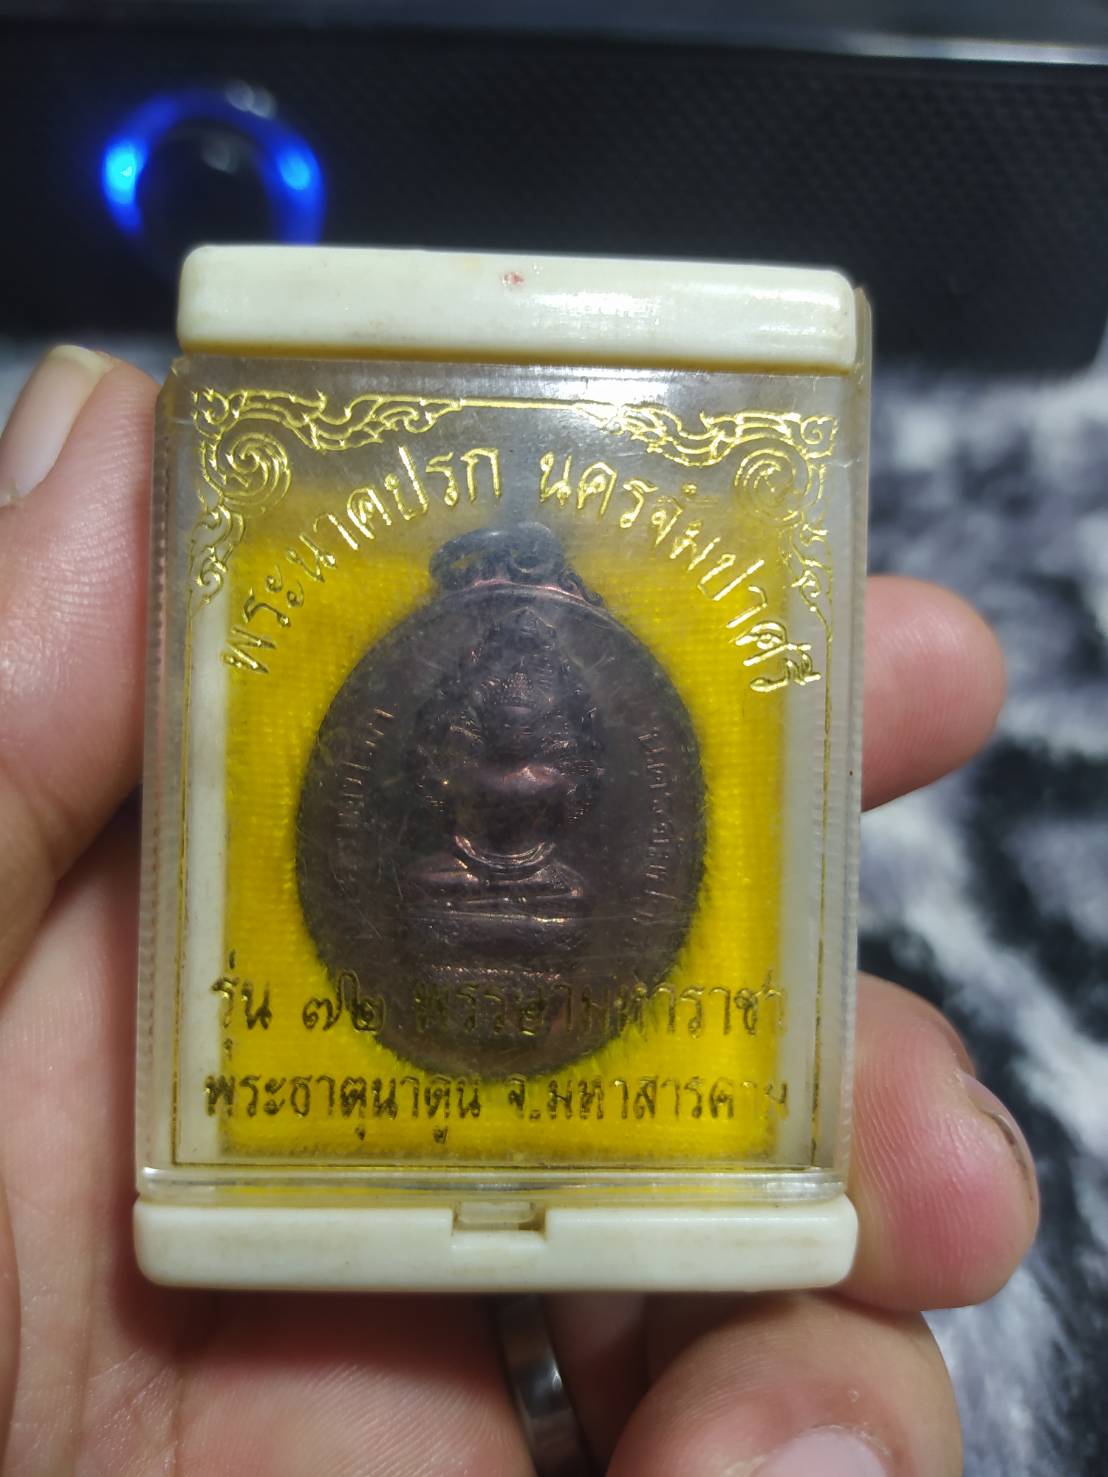 พระนาคปรก นครจำปาศรี
รุ่น ๗๒ พรรษามหาราชา
พระธาตุนาดูน จ.มหาสารคาม